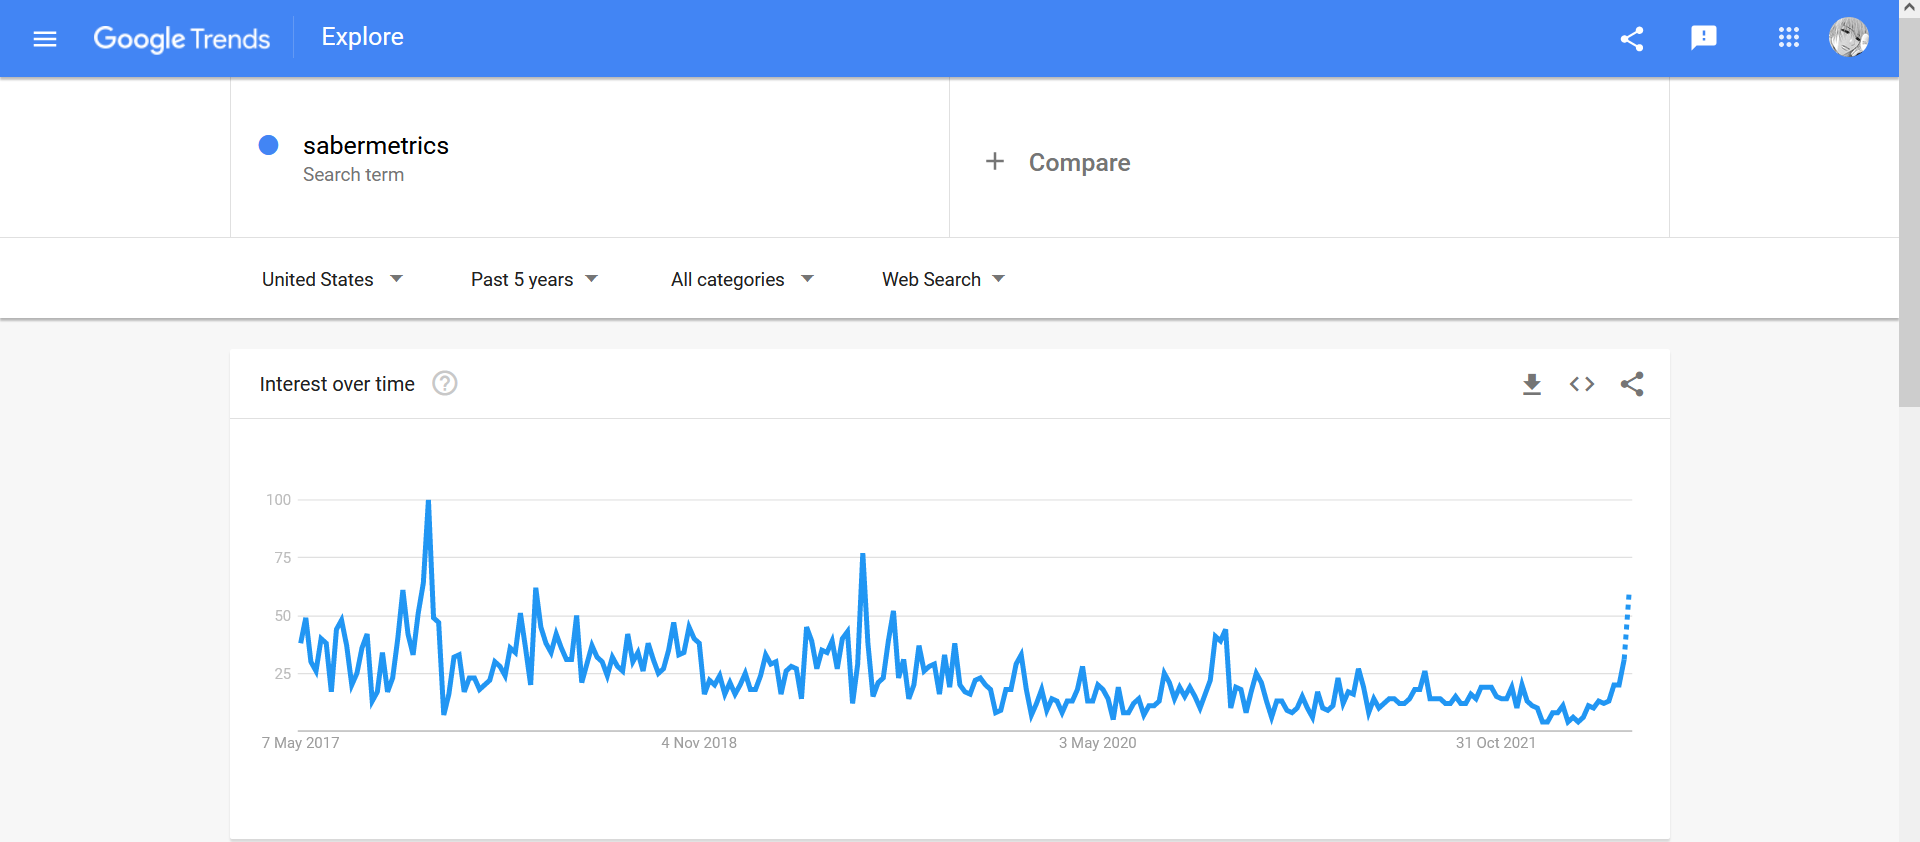 Google Trends Explore
sabermetrics
Search term
+ Compare
United States Past 5 years All categories Web Search
Interest over time ?
100
75
50
25
7 May 2017 4 Nov 2018 3 May 2020 31 Oct 2021